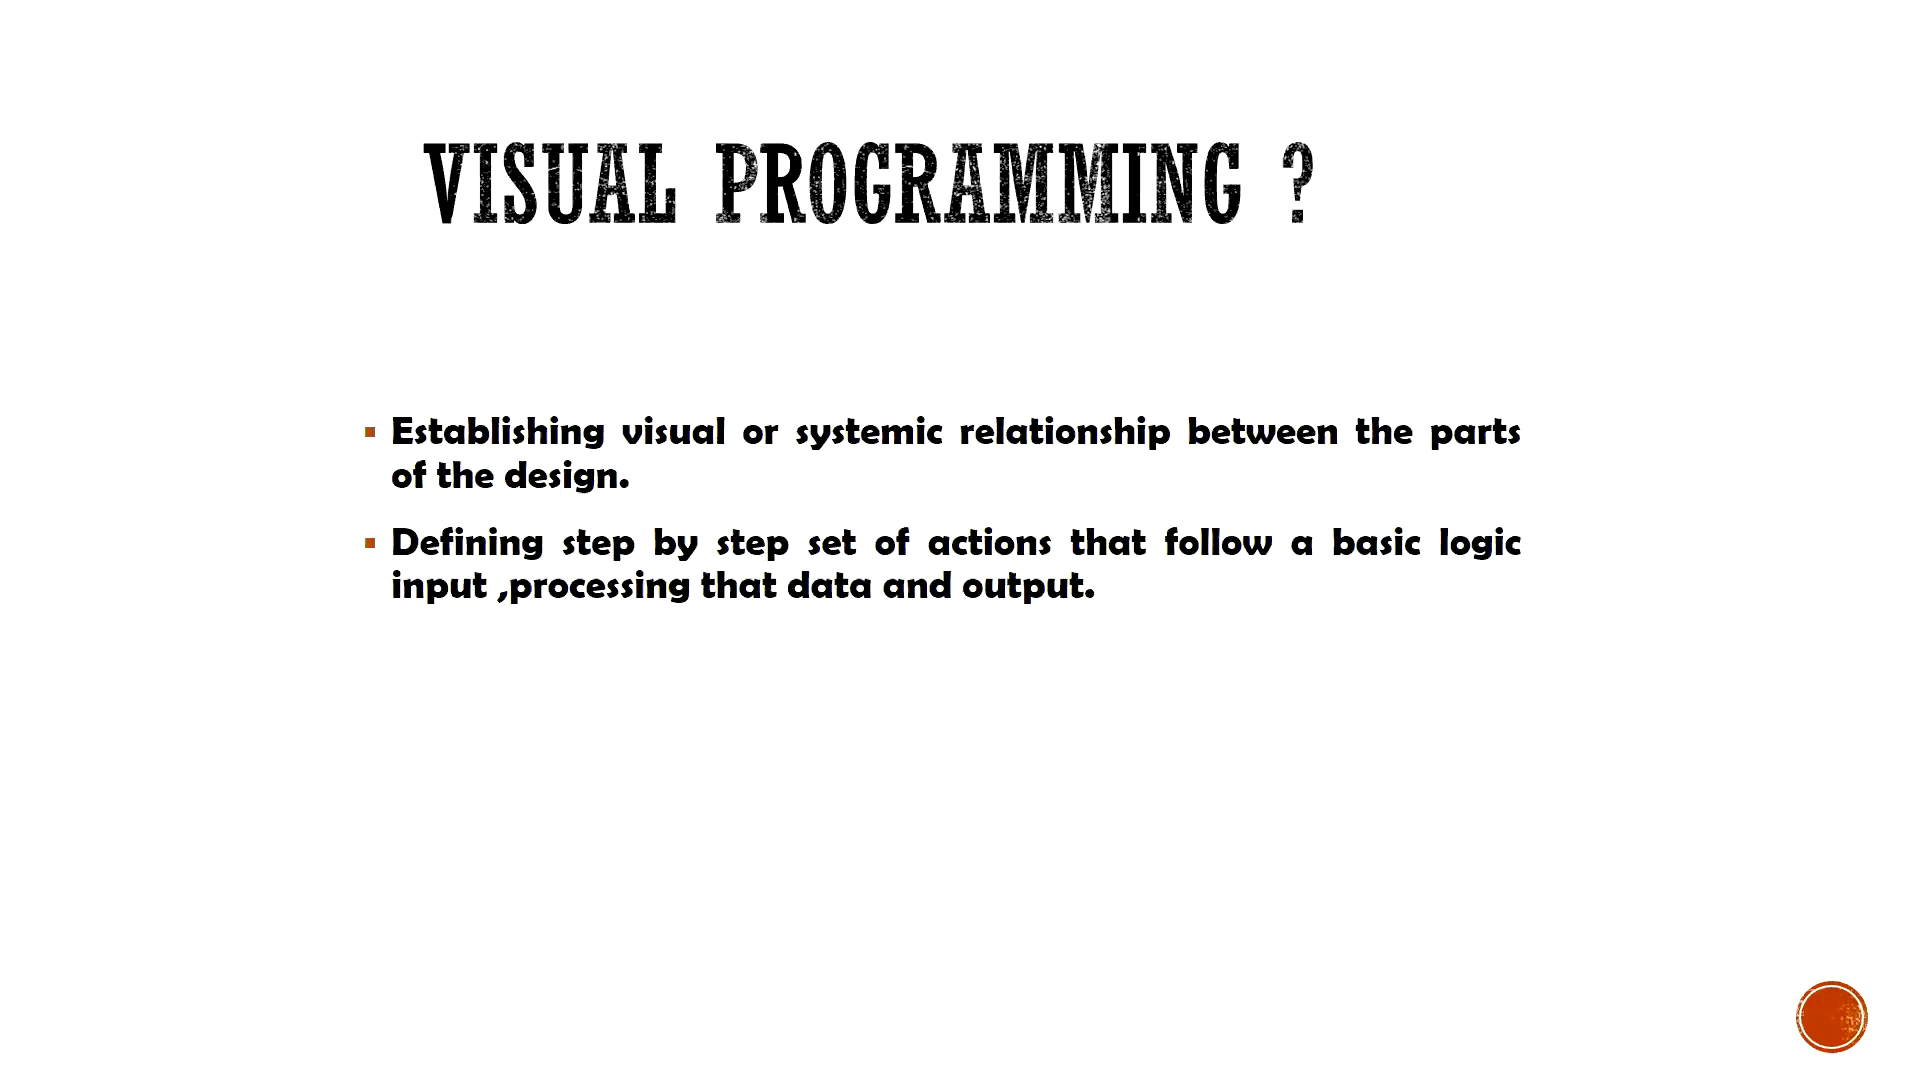 VISUAL PROGRAMMING ?
▪ Establishing visual or systemic relationship between the parts
of the design.
▪ Defining step by step set of actions that follow a basic logic
input ,processing that data and output.